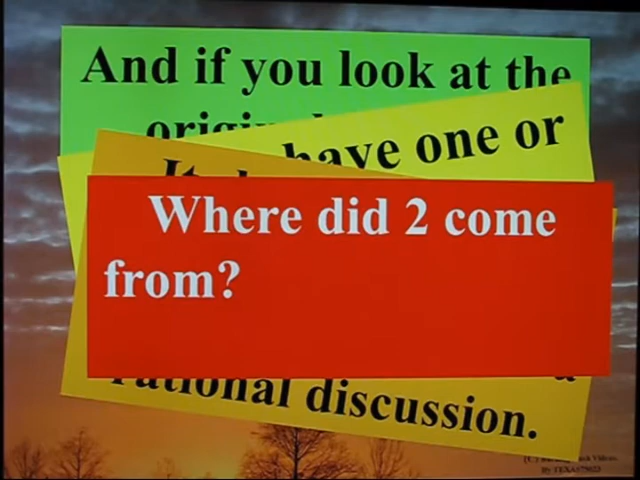 And if you look at the
have one or
Where did 2 come
from?
rational discussion.